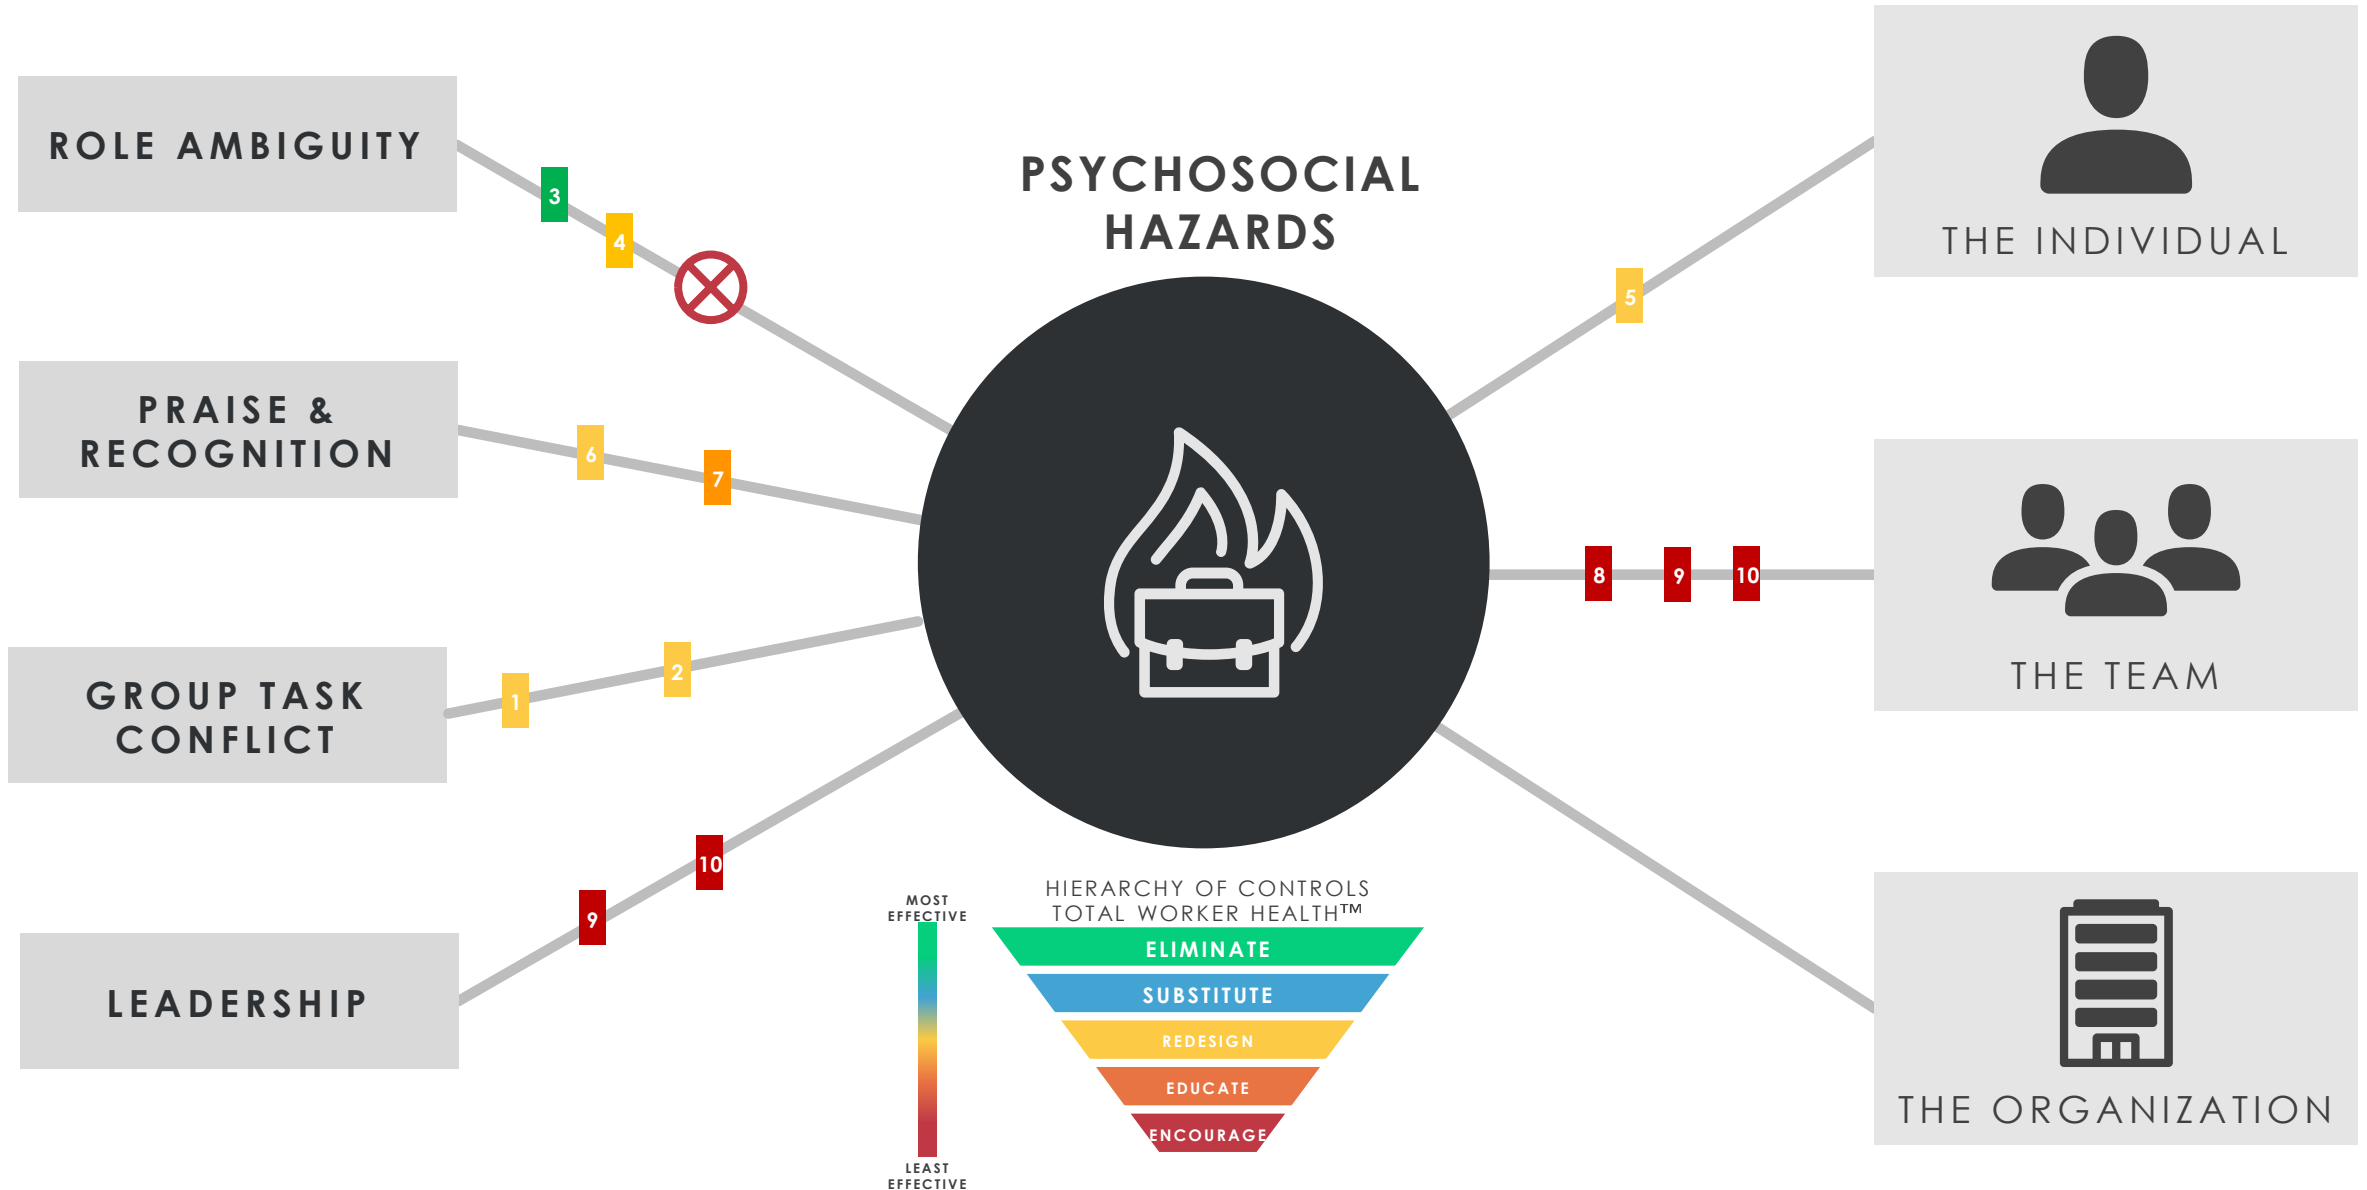 ROLE AMBIGUITY
3
4
PRAISE &
RECOGNITION
6
7
GROUP TASK
CONFLICT
1
2
LEADERSHIP
9
10
PSYCHOSOCIAL
HAZARDS
5
THE INDIVIDUAL
8
9
10
THE TEAM
THE ORGANIZATION
MOST
EFFECTIVE
LEAST
EFFECTIVE
HIERARCHY OF CONTROLS
TOTAL WORKER HEALTH™
ELIMINATE
SUBSTITUTE
REDESIGN
EDUCATE
ENCOURAGE